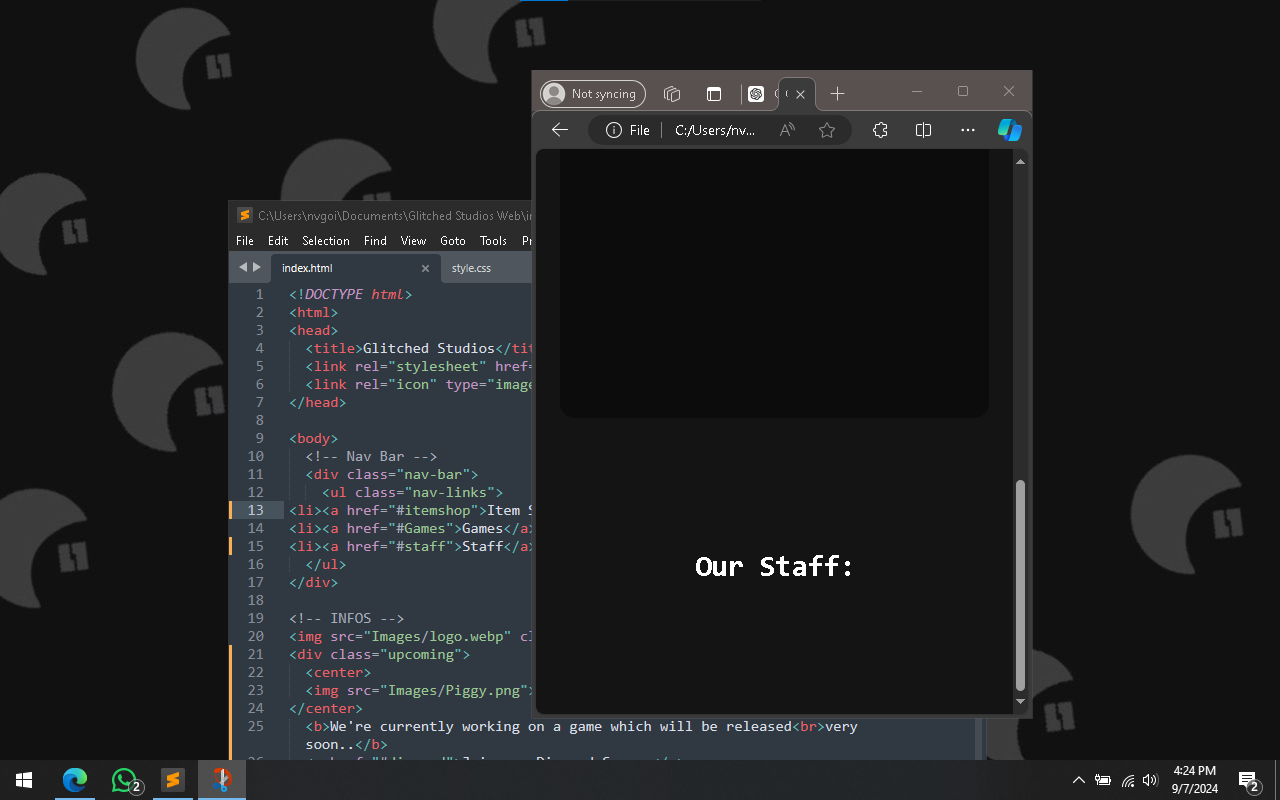 Not syncing
File
C:/Users/nv...
C:\Users\nvgoi\Documents\Glitched Studios Web\in
File Edit Selection Find View Goto Tools Pr
index.html
style.css
1 <!DOCTYPE html>
2 <html>
3 <head>
4 <title>Glitched Studios</tit
5 <link rel="stylesheet" href=
6 <link rel="icon" type="image
7 </head>
8
9 <body>
10 <!-- Nav Bar -->
11 <div class="nav-bar">
12 <ul class="nav-links">
13 <li><a href="#itemshop">Item S
14 <li><a href="#Games">Games</a>
15 <li><a href="#staff">Staff</a>
16 </ul>
17 </div>
18
19 <!-- INFOS -->
20 <img src="Images/logo.webp" cl
21 <div class="upcoming">
22 <center>
23 <img src="Images/Piggy.png">
24 </center>
25 <b>We're currently working on a game which will be released<br>very
soon..</b>
Our Staff:
2
4:24 PM
9/7/2024
2